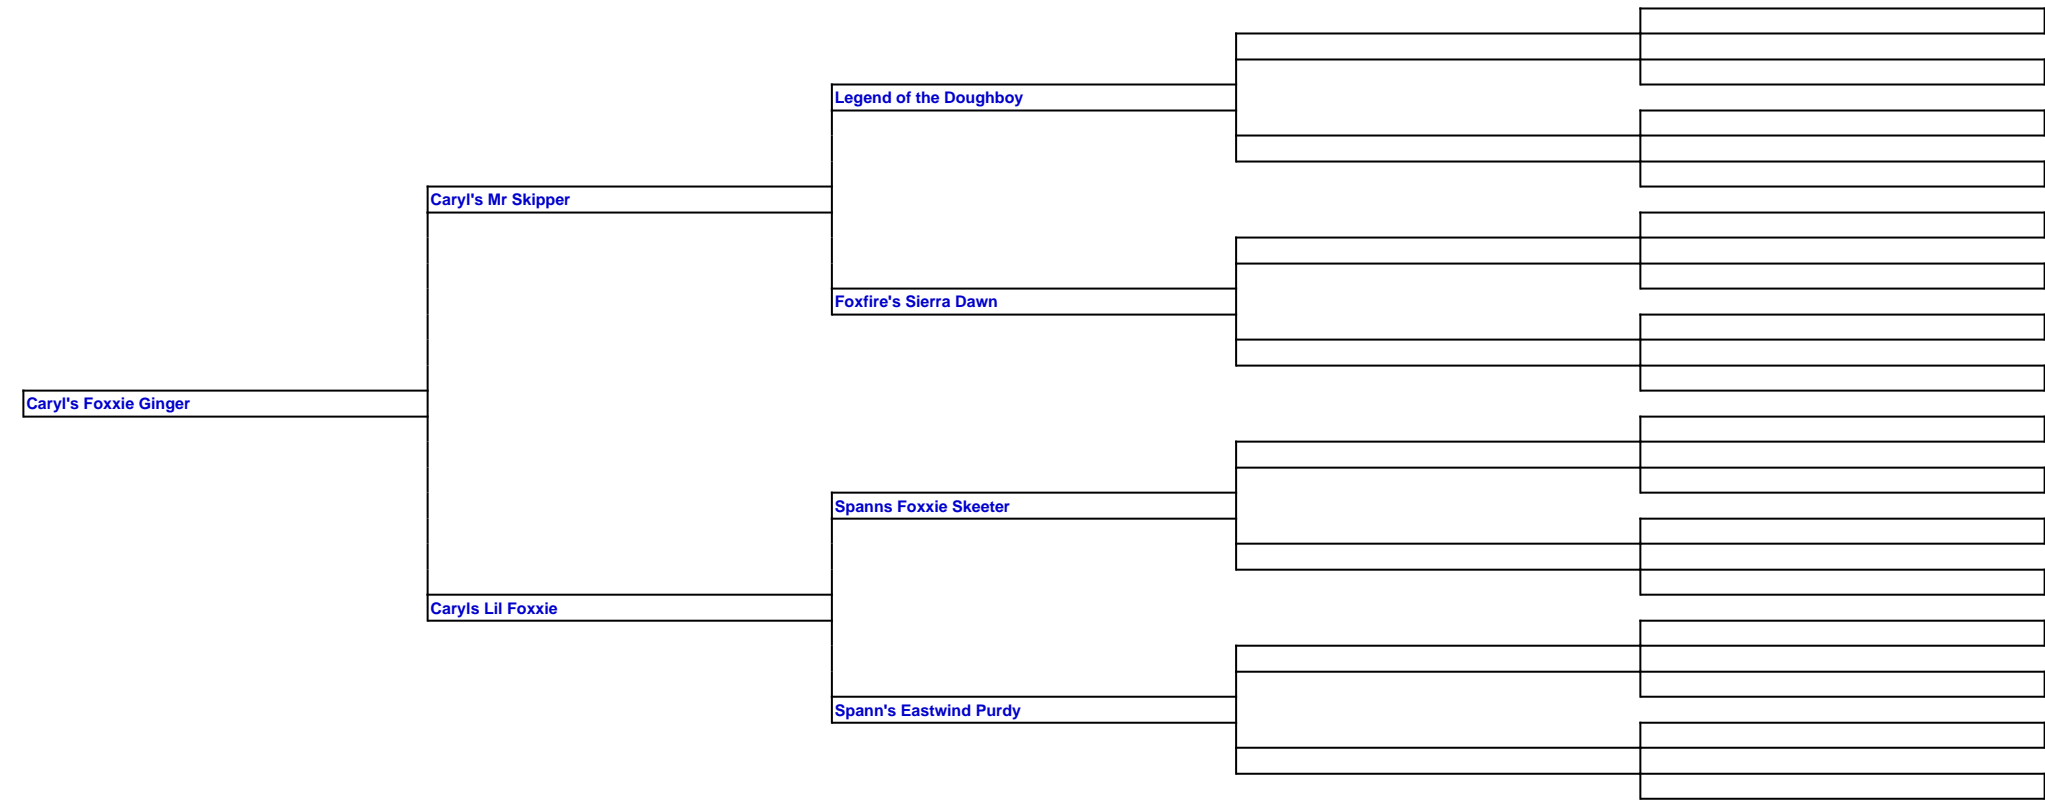 Legend of the Doughboy
Caryl's Mr Skipper
Foxfire's Sierra Dawn
Caryl's Foxxie Ginger
Spanns Foxxie Skeeter
Caryls Lil Foxxie
Spann's Eastwind Purdy